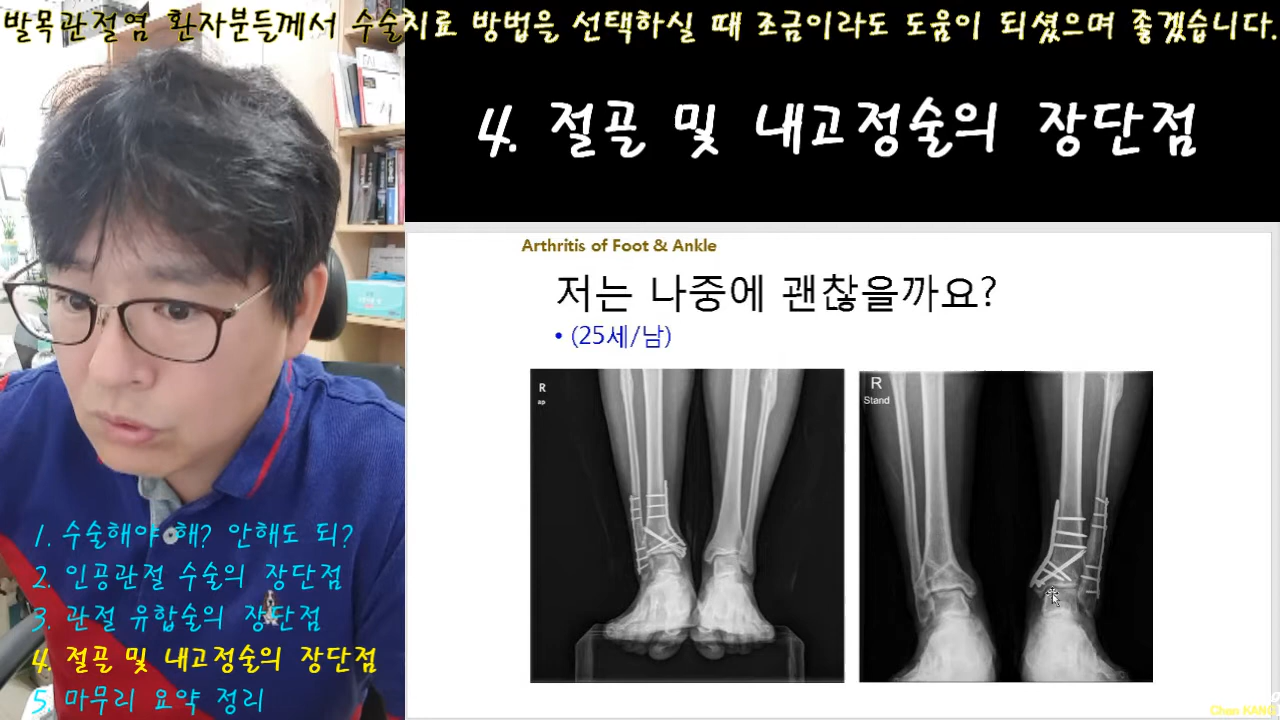 발목관절염 환자분들께서 수술치료 방법을 선택하실 때 조금이라도 도움이 되셨으며 좋겠습니다.
4. 절골 및 내고정술의 장단점
Arthritis of Foot & Ankle
저는 나중에 괜찮을까요?
• (25세/남)
R
ap
R
Stand
1. 수술해야 해? 안해도 되?
2. 인공관절 수술의 장단점
3. 관절 유합술의 장단점
4. 절골 및 내고정술의 장단점
5. 마무리 요약 정리